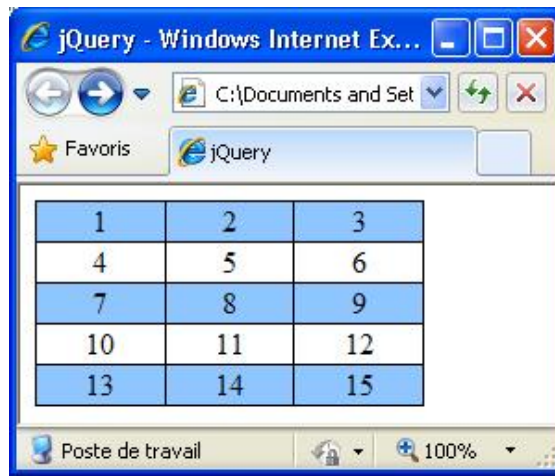 jQuery - Windows Internet Ex...
C:\Documents and Set
Favoris
jQuery
1 2 3
4 5 6
7 8 9
10 11 12
13 14 15
Poste de travail
100%